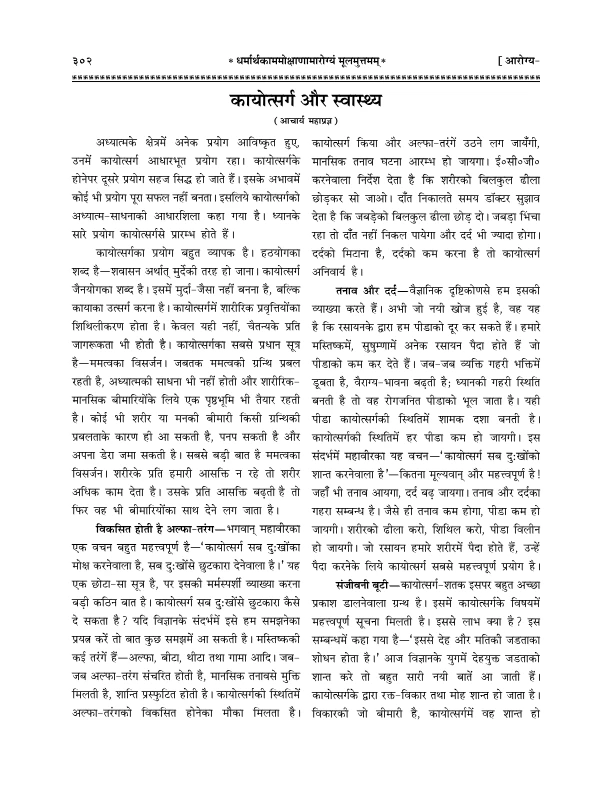 ३०२
* धर्मार्थकाममोक्षाणामारोग्यं मूलमुत्तमम् *
[ आरोग्य-
कायोत्सर्ग और स्वास्थ्य
( आचार्य महाप्रज्ञ )
अध्यात्मके क्षेत्रमें अनेक प्रयोग आविष्कृत हुए,
उनमें कायोत्सर्ग आधारभूत प्रयोग रहा। कायोत्सर्गके
होनेपर दूसरे प्रयोग सहज सिद्ध हो जाते हैं। इसके अभावमें
कोई भी प्रयोग पूरा सफल नहीं बनता। इसलिये कायोत्सर्गको
अध्यात्म-साधनाकी आधारशिला कहा गया है। ध्यानके
सारे प्रयोग कायोत्सर्गसे प्रारम्भ होते हैं।
कायोत्सर्गका प्रयोग बहुत व्यापक है। हठयोगका
शब्द है—शवासन अर्थात् मुर्देकी तरह हो जाना। कायोत्सर्ग
जैनयोगका शब्द है। इसमें मुर्दा-जैसा नहीं बनना है, बल्कि
कायाका उत्सर्ग करना है। कायोत्सर्गमें शारीरिक प्रवृत्तियोंका
शिथिलीकरण होता है। केवल यही नहीं, चैतन्यके प्रति
जागरूकता भी होती है। कायोत्सर्गका सबसे प्रधान सूत्र
है—ममत्वका विसर्जन। जबतक ममत्वकी ग्रन्थि प्रबल
रहती है, अध्यात्मकी साधना भी नहीं होती और शारीरिक-
मानसिक बीमारियोंके लिये एक पृष्ठभूमि भी तैयार रहती
है। कोई भी शरीर या मनकी बीमारी किसी ग्रन्थिकी
प्रबलताके कारण ही आ सकती है, पनप सकती है और
अपना डेरा जमा सकती है। सबसे बड़ी बात है ममत्वका
विसर्जन। शरीरके प्रति हमारी आसक्ति न रहे तो शरीर
अधिक काम देता है। उसके प्रति आसक्ति बढ़ती है तो
फिर वह भी बीमारियोंका साथ देने लग जाता है।
विकसित होती है अल्फा-तरंग—भगवान् महावीरका
एक वचन बहुत महत्त्वपूर्ण है—'कायोत्सर्ग सब दुःखोंका
मोक्ष करनेवाला है, सब दुःखोंसे छुटकारा देनेवाला है।' यह
एक छोटा-सा सूत्र है, पर इसकी मर्मस्पर्शी व्याख्या करना
बड़ी कठिन बात है। कायोत्सर्ग सब दुःखोंसे छुटकारा कैसे
दे सकता है? यदि विज्ञानके संदर्भमें इसे हम समझनेका
प्रयत्न करें तो बात कुछ समझमें आ सकती है। मस्तिष्ककी
कई तरंगें हैं—अल्फा, बीटा, थीटा तथा गामा आदि। जब-
जब अल्फा-तरंग संचरित होती है, मानसिक तनावसे मुक्ति
मिलती है, शान्ति प्रस्फुटित होती है। कायोत्सर्गकी स्थितिमें
अल्फा-तरंगको विकसित होनेका मौका मिलता है।
कायोत्सर्ग किया और अल्फा-तरंगें उठने लग जायँगी,
मानसिक तनाव घटना आरम्भ हो जायगा। ई०सी०जी०
करनेवाला निर्देश देता है कि शरीरको बिलकुल ढीला
छोड़कर सो जाओ। दाँत निकालते समय डॉक्टर सुझाव
देता है कि जबड़ेको बिलकुल ढीला छोड़ दो। जबड़ा भिंचा
रहा तो दाँत नहीं निकल पायेगा और दर्द भी ज्यादा होगा।
दर्दको मिटाना है, दर्दको कम करना है तो कायोत्सर्ग
अनिवार्य है।
तनाव और दर्द—वैज्ञानिक दृष्टिकोणसे हम इसकी
व्याख्या करते हैं। अभी जो नयी खोज हुई है, वह यह
है कि रसायनके द्वारा हम पीडाको दूर कर सकते हैं। हमारे
मस्तिष्कमें, सुषुम्णामें अनेक रसायन पैदा होते हैं जो
पीडाको कम कर देते हैं। जब-जब व्यक्ति गहरी भक्तिमें
डूबता है, वैराग्य-भावना बढ़ती है; ध्यानकी गहरी स्थिति
बनती है तो वह रोगजनित पीडाको भूल जाता है। यही
पीडा कायोत्सर्गकी स्थितिमें शामक दशा बनती है।
कायोत्सर्गकी स्थितिमें हर पीडा कम हो जायगी। इस
संदर्भमें महावीरका यह वचन—'कायोत्सर्ग सब दुःखोंको
शान्त करनेवाला है'—कितना मूल्यवान् और महत्त्वपूर्ण है!
जहाँ भी तनाव आयगा, दर्द बढ़ जायगा। तनाव और दर्दका
गहरा सम्बन्ध है। जैसे ही तनाव कम होगा, पीडा कम हो
जायगी। शरीरको ढीला करो, शिथिल करो, पीडा विलीन
हो जायगी। जो रसायन हमारे शरीरमें पैदा होते हैं, उन्हें
पैदा करनेके लिये कायोत्सर्ग सबसे महत्त्वपूर्ण प्रयोग है।
संजीवनी बूटी—कायोत्सर्ग-शतक इसपर बहुत अच्छा
प्रकाश डालनेवाला ग्रन्थ है। इसमें कायोत्सर्गके विषयमें
महत्त्वपूर्ण सूचना मिलती है। इससे लाभ क्या है? इस
सम्बन्धमें कहा गया है—'इससे देह और मतिकी जडताका
शोधन होता है।' आज विज्ञानके युगमें देहयुक्त जडताको
शान्त करे तो बहुत सारी नयी बातें आ जाती हैं।
कायोत्सर्गके द्वारा रक्त-विकार तथा मोह शान्त हो जाता है।
विकारकी जो बीमारी है, कायोत्सर्गमें वह शान्त हो